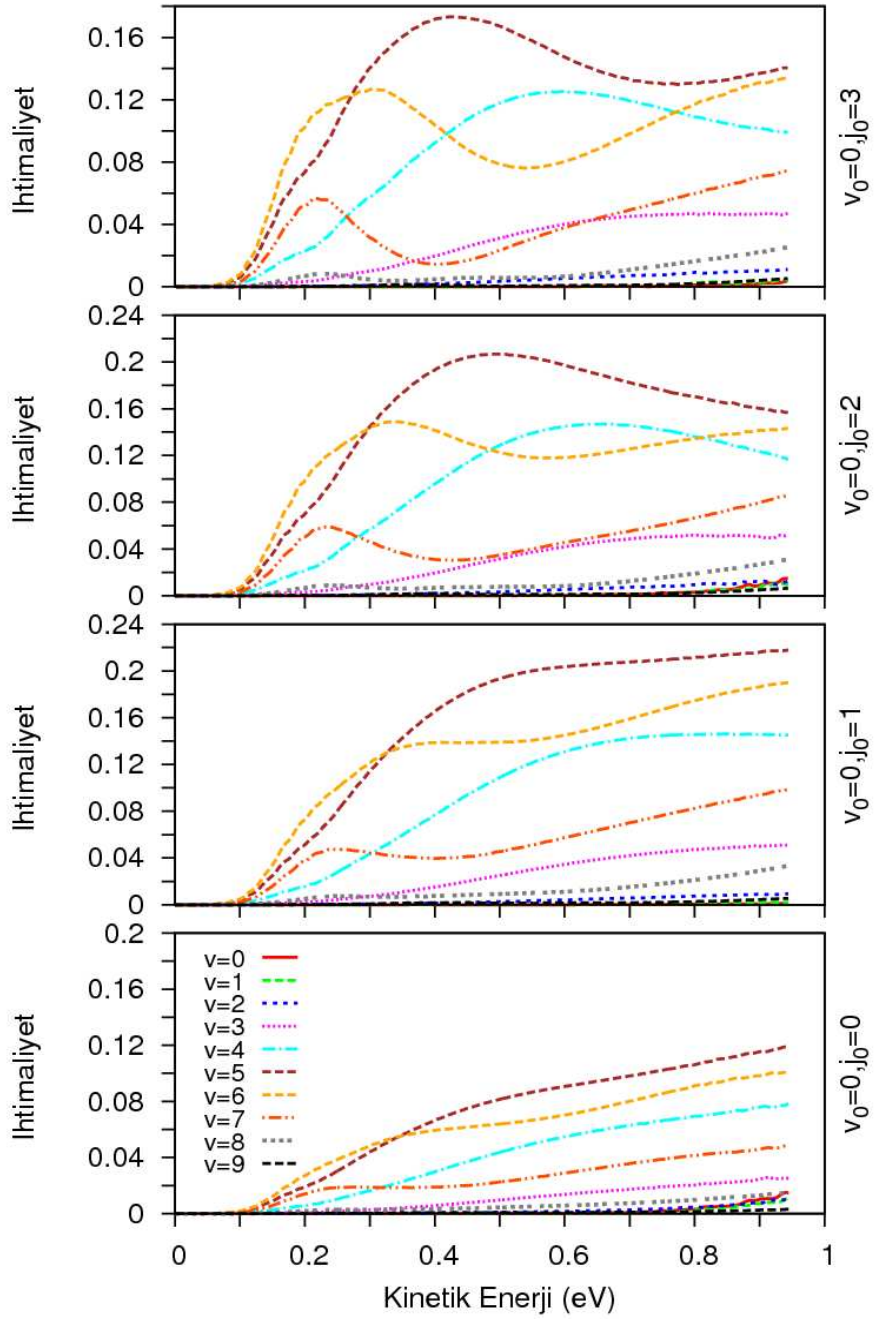 0.16
0.12
0.08
0.04
0
Ihtimaliyet
v0=0,j0=3
0.24
0.2
0.16
0.12
0.08
0.04
0
Ihtimaliyet
v0=0,j0=2
0.24
0.2
0.16
0.12
0.08
0.04
0
Ihtimaliyet
v0=0,j0=1
0.2
0.16
0.12
0.08
0.04
0
Ihtimaliyet
v0=0,j0=0
v=0
v=1
v=2
v=3
v=4
v=5
v=6
v=7
v=8
v=9
0 0.2 0.4 0.6 0.8 1
Kinetik Enerji (eV)